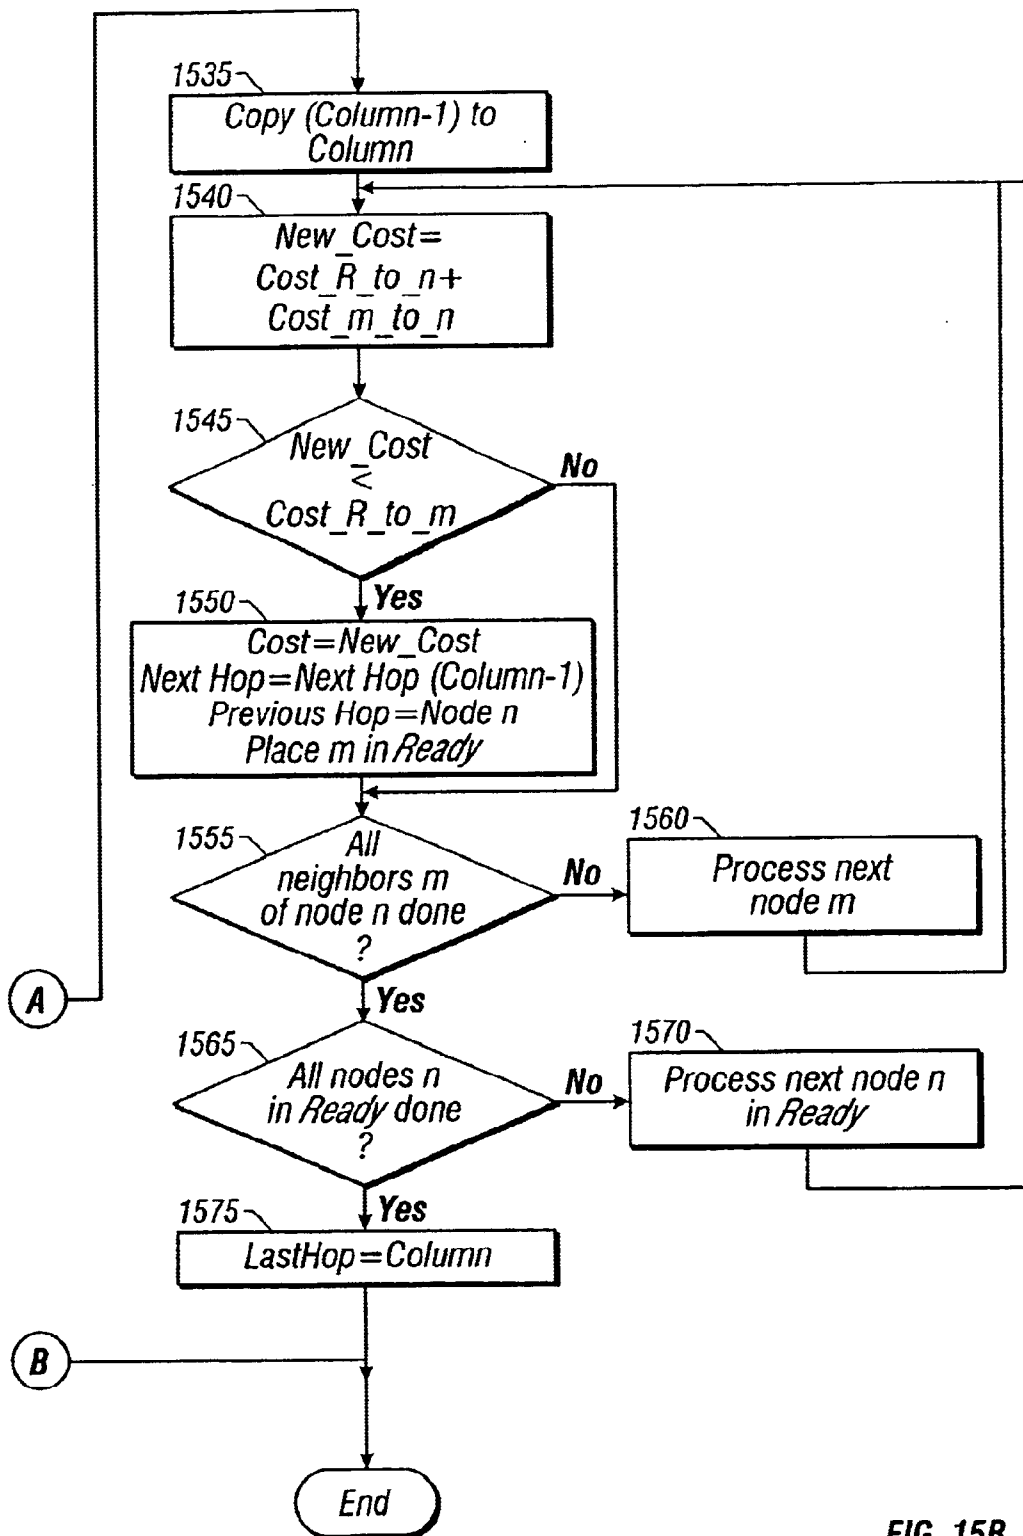 1535
Copy (Column-1) to
Column
1540
New_Cost=
Cost_R_to_n+
Cost_m_to_n
1545
New_Cost
<
Cost_R_to_m
No
Yes
1550
Cost=New_Cost
Next Hop=Next Hop (Column-1)
Previous Hop=Node n
Place m in Ready
1555
All
neighbors m
of node n done
?
No
1560
Process next
node m
A
Yes
1565
All nodes n
in Ready done
?
No
1570
Process next node n
in Ready
Yes
1575
LastHop=Column
B
End
FIG. 15B